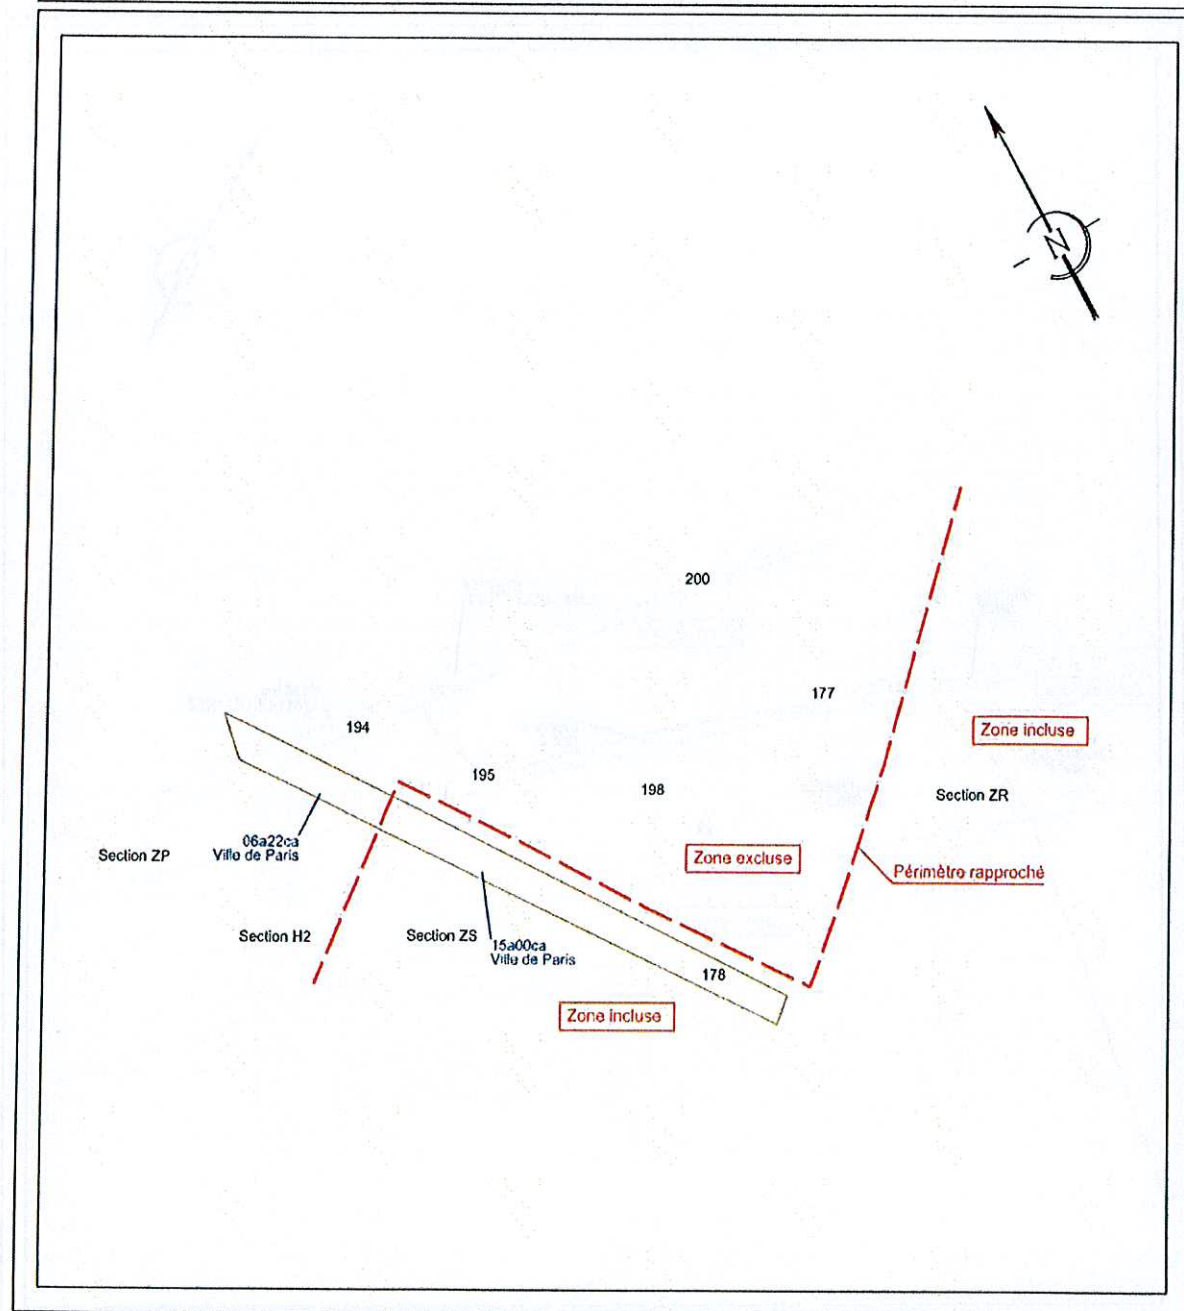 N
200
177
Zone incluse
194
195
198
Section ZR
06a22ca
Ville de Paris
Section ZP
Zone excluse
Périmètre rapproché
Section H2
Section ZS
15a00ca
Ville de Paris
178
Zone incluse